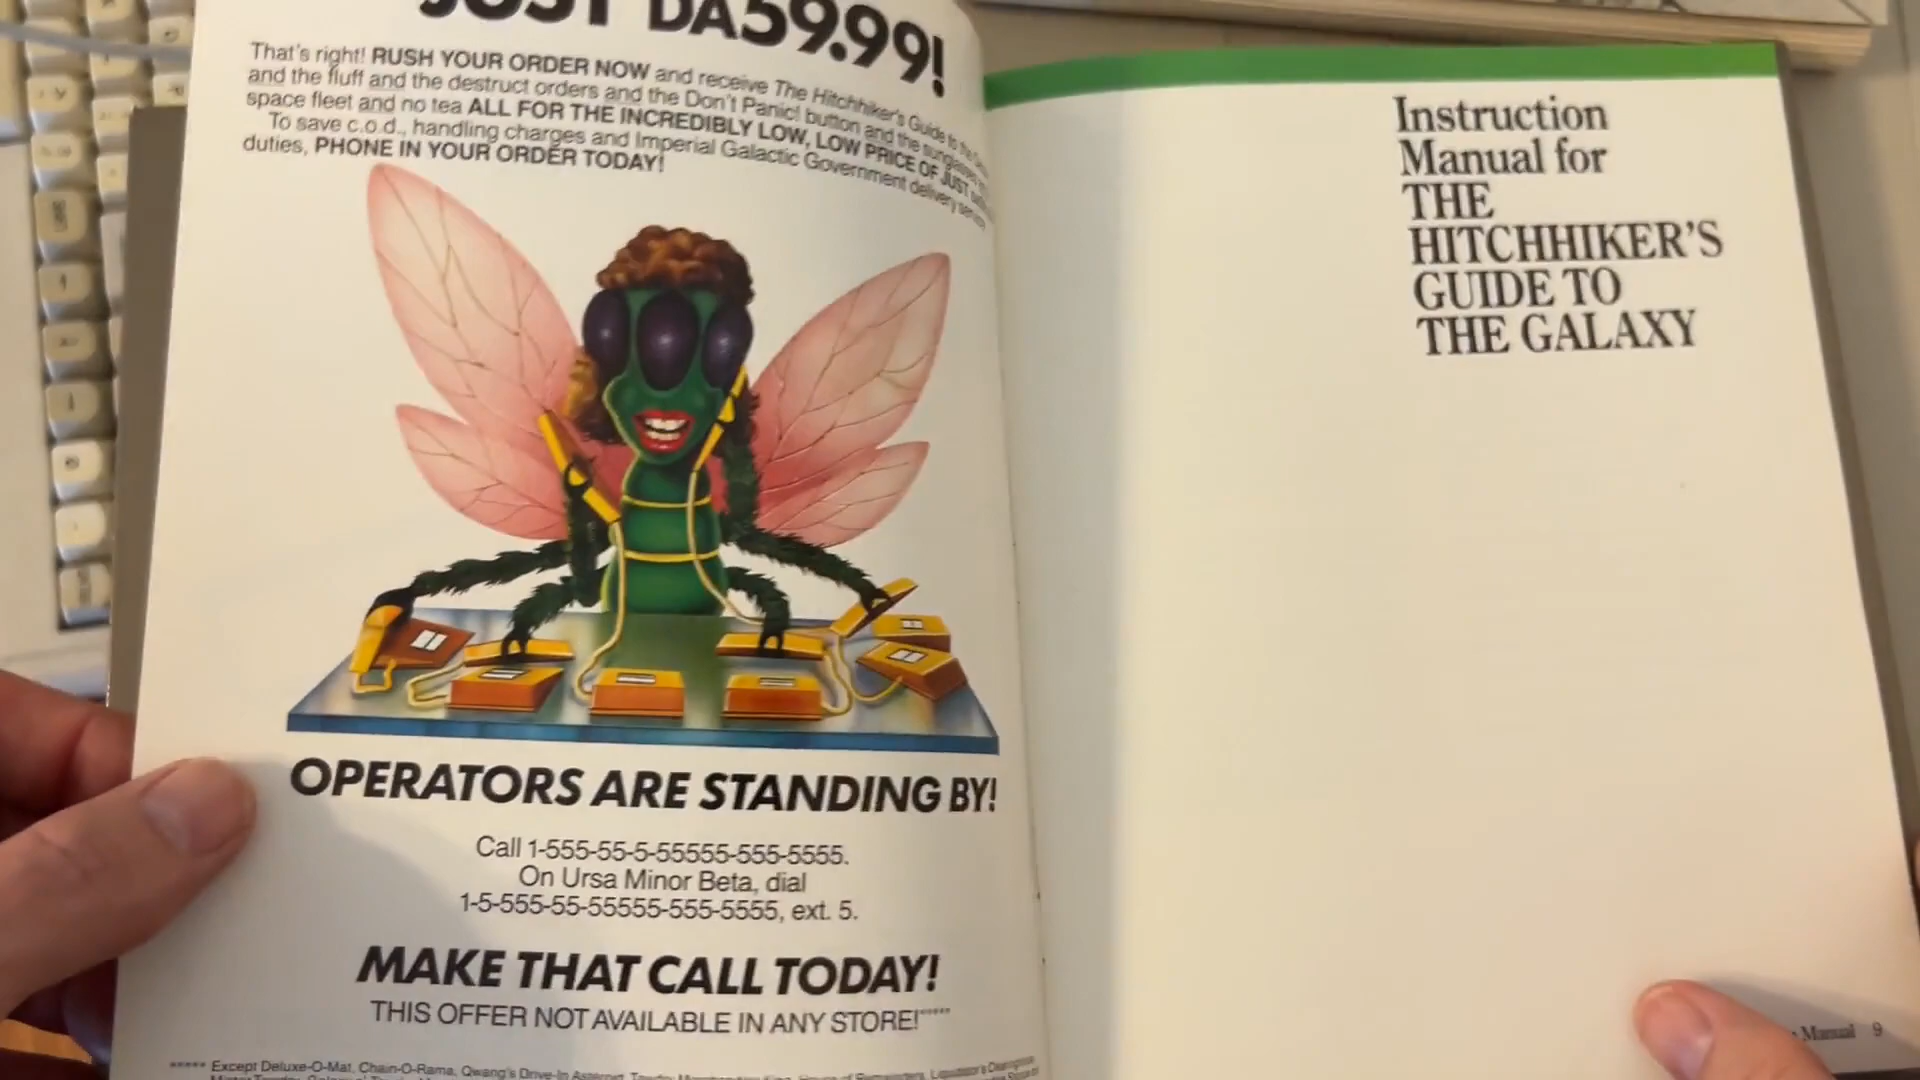 JUST DA59.99!
That's right! RUSH YOUR ORDER NOW and receive The Hitchhiker's Guide to the
and the fluff and the destruct orders and the Don't Panic! button and the sunglasses
space fleet and no tea ALL FOR THE INCREDIBLY LOW, LOW PRICE OF JUST
To save c.o.d., handling charges and Imperial Galactic Government delivery service
duties, PHONE IN YOUR ORDER TODAY!
OPERATORS ARE STANDING BY!
Call 1-555-55-5-55555-555-5555.
On Ursa Minor Beta, dial
1-5-555-55-55555-555-5555, ext. 5.
MAKE THAT CALL TODAY!
THIS OFFER NOT AVAILABLE IN ANY STORE!*****
***** Except Deluxe-O-Mat, Chain-O-Rama, Qwang's Drive-In Asteroid,
Instruction
Manual for
THE
HITCHHIKER'S
GUIDE TO
THE GALAXY
Manual 9